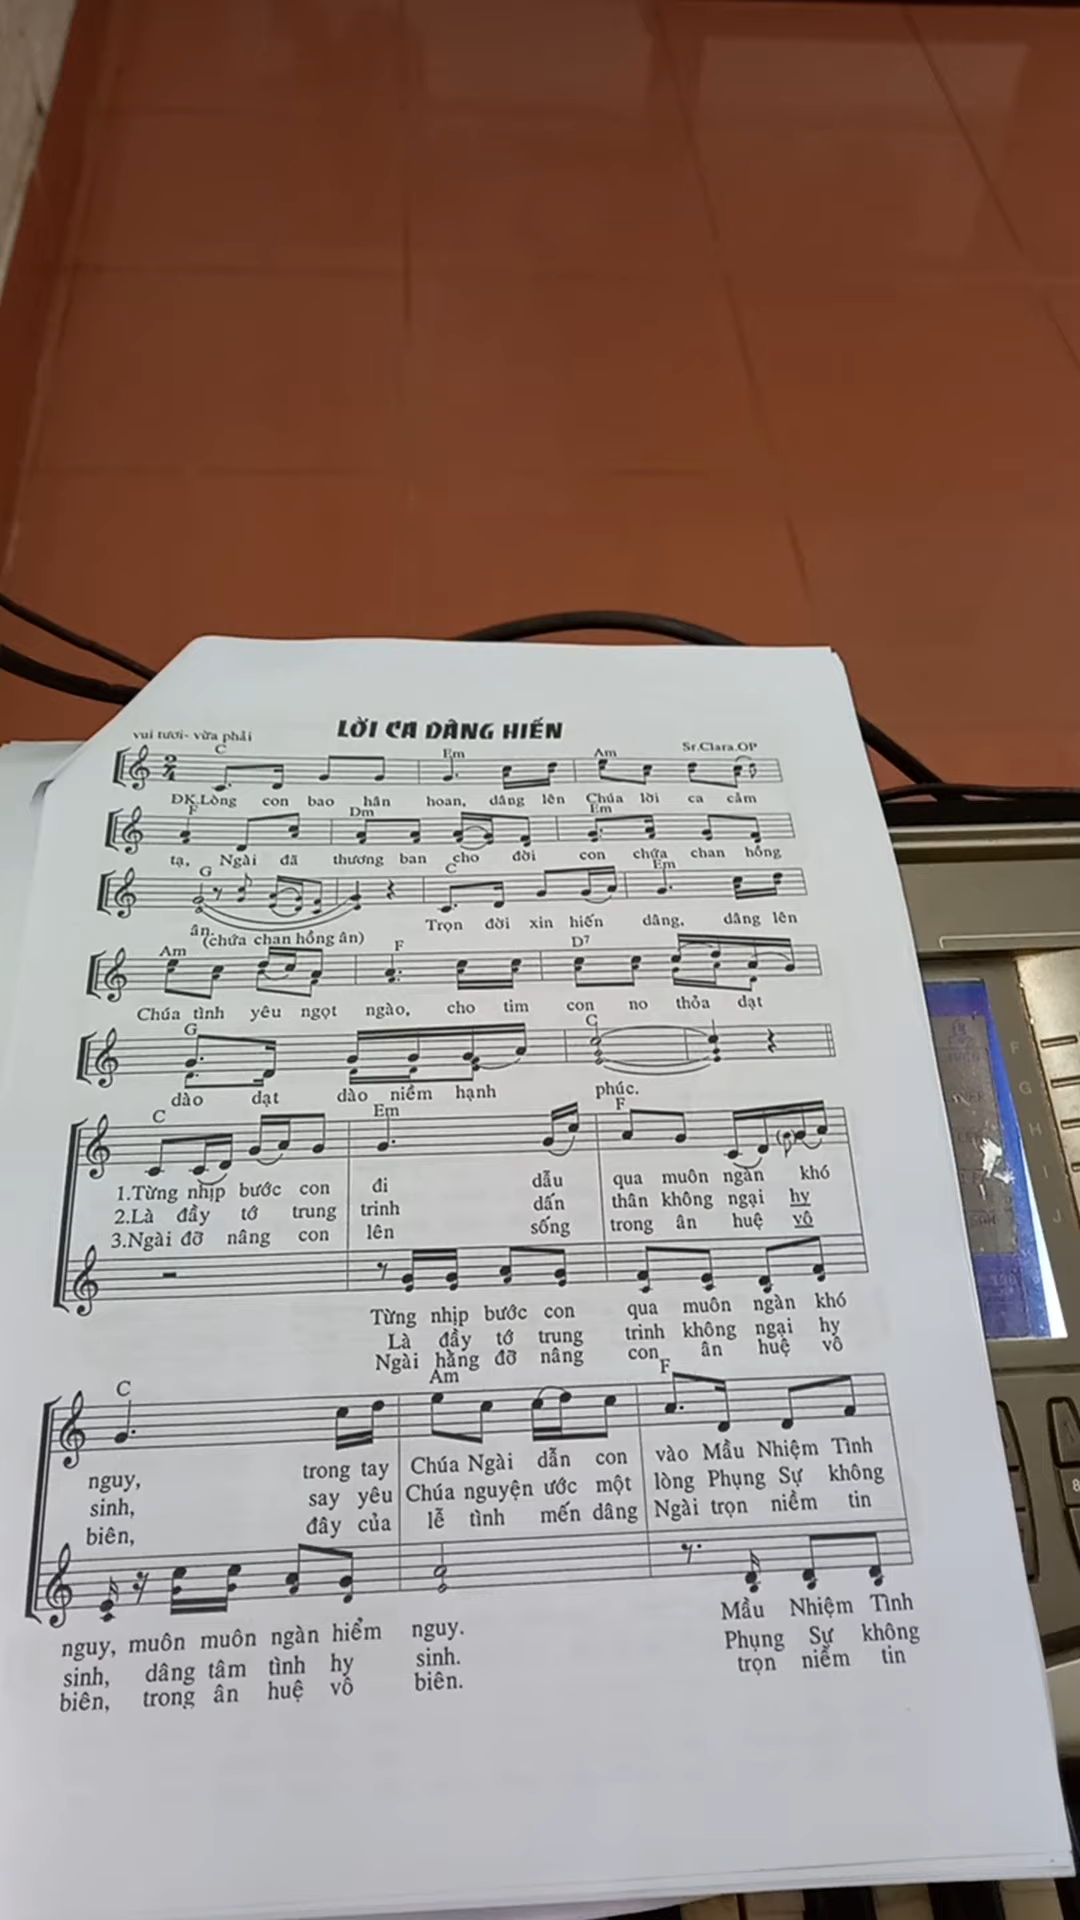 LỜI CA DÂNG HIẾN
vui tươi- vừa phải
Sr.Clara.OP
C Em Am
ĐK.Lòng con bao hân hoan, dâng lên Chúa lời ca cảm
F Dm Em
tạ, Ngài đã thương ban cho đời con chứa chan hồng
G C Em
ân. Trọn đời xin hiến dâng, dâng lên
(chứa chan hồng ân)
Am F D7
Chúa tình yêu ngọt ngào, cho tim con no thỏa dạt
G C
dào dạt dào niềm hạnh phúc.
C Em F
1.Từng nhịp bước con đi dẫu qua muôn ngàn khó
2.Là đầy tớ trung trinh dấn thân không ngại hy
3.Ngài đỡ nâng con lên sống trong ân huệ vô
Từng nhịp bước con qua muôn ngàn khó
Là đầy tớ trung trinh không ngại hy
Ngài hằng đỡ nâng con ân huệ vô
C Am F
nguy, trong tay Chúa Ngài dẫn con vào Mầu Nhiệm Tình
sinh, say yêu Chúa nguyện ước một lòng Phụng Sự không
biên, đây của lễ tình mến dâng Ngài trọn niềm tin
nguy, muôn muôn ngàn hiểm nguy. Mầu Nhiệm Tình
sinh, dâng tâm tình hy sinh. Phụng Sự không
biên, trong ân huệ vô biên. trọn niềm tin
F
G
H
I
J